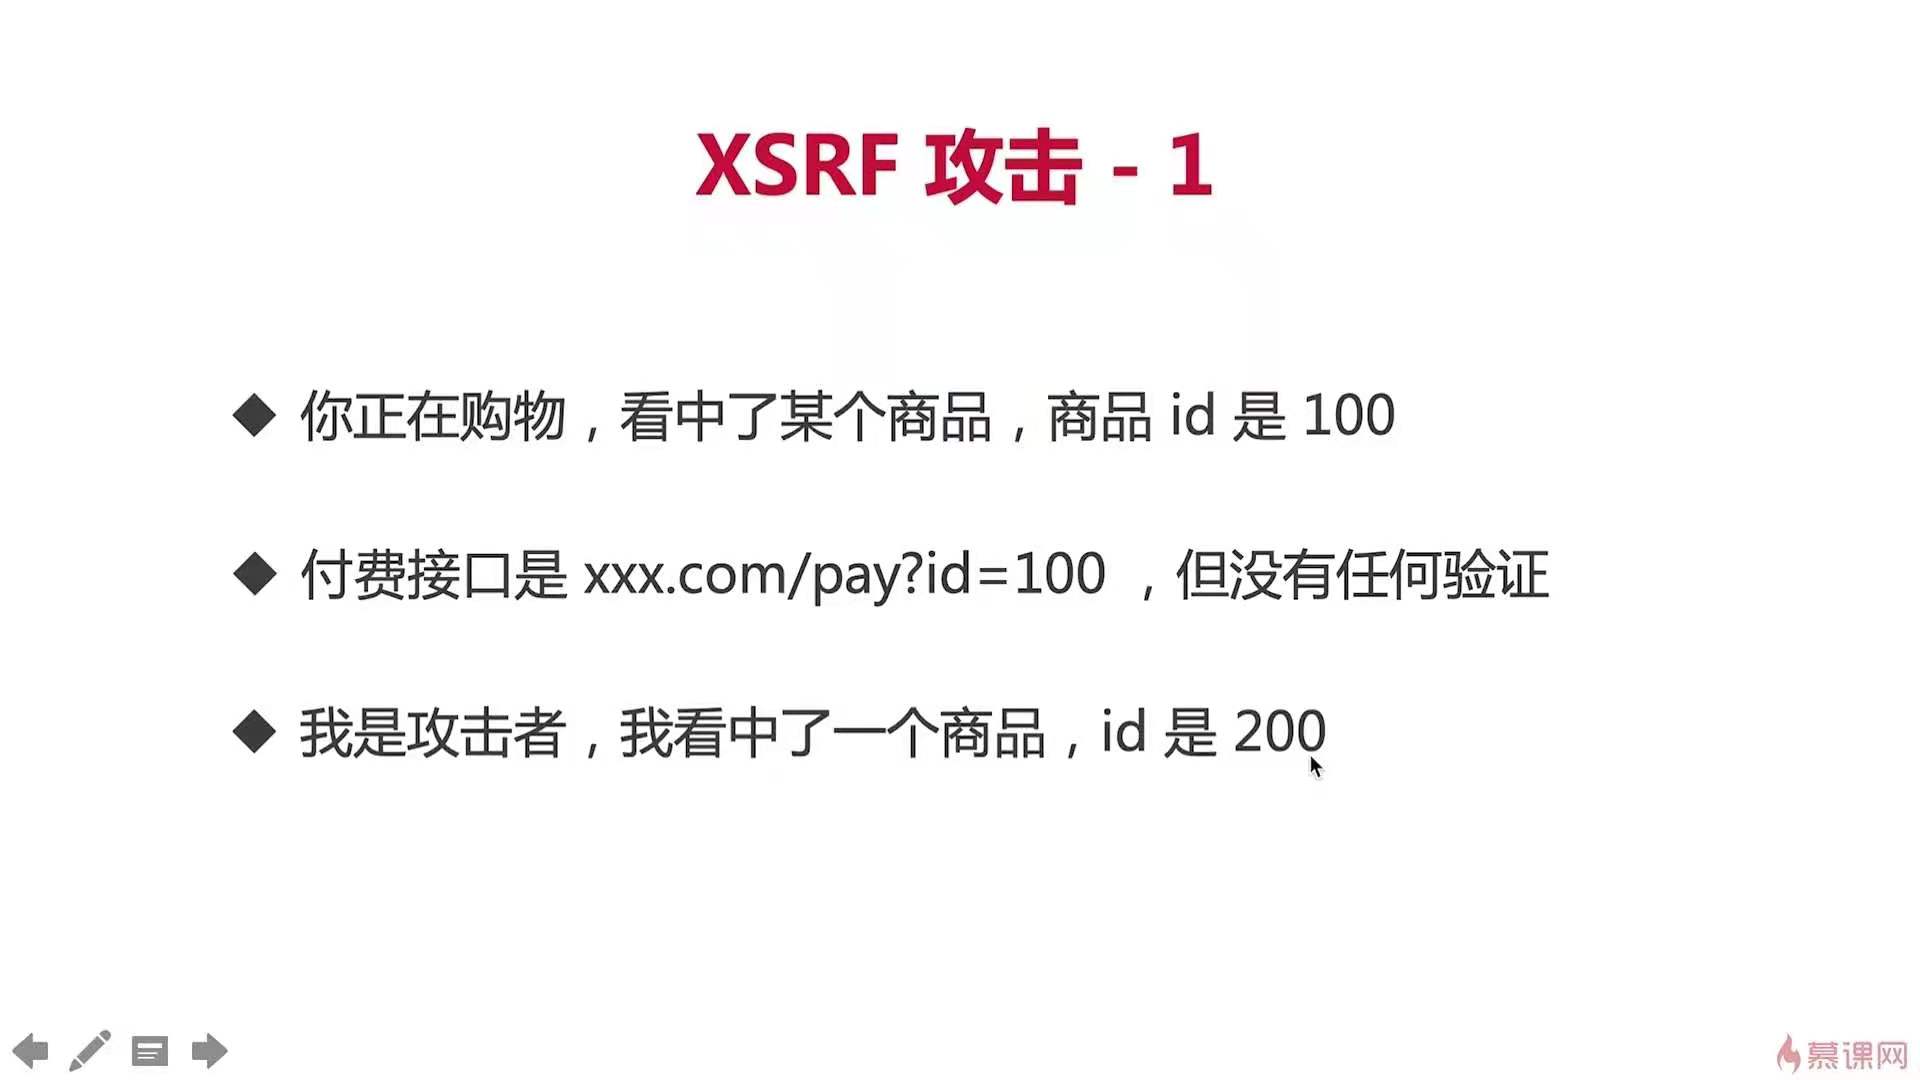 XSRF 攻击 - 1
◆ 你正在购物，看中了某个商品，商品 id 是 100
◆ 付费接口是 xxx.com/pay?id=100 ，但没有任何验证
◆ 我是攻击者，我看中了一个商品，id 是 200
慕课网